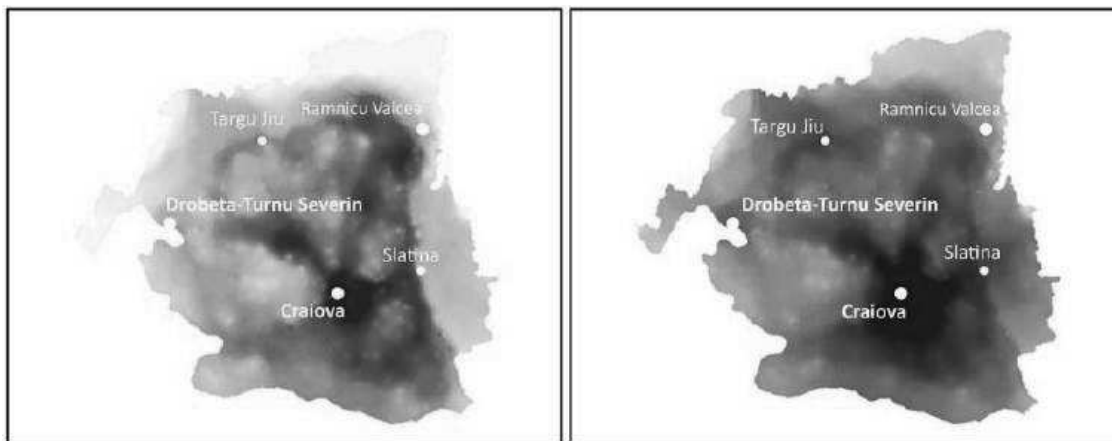 Ramnicu Valcea
Targu Jiu
Drobeta-Turnu Severin
Slatina
Craiova
Ramnicu Valcea
Targu Jiu
Drobeta-Turnu Severin
Slatina
Craiova